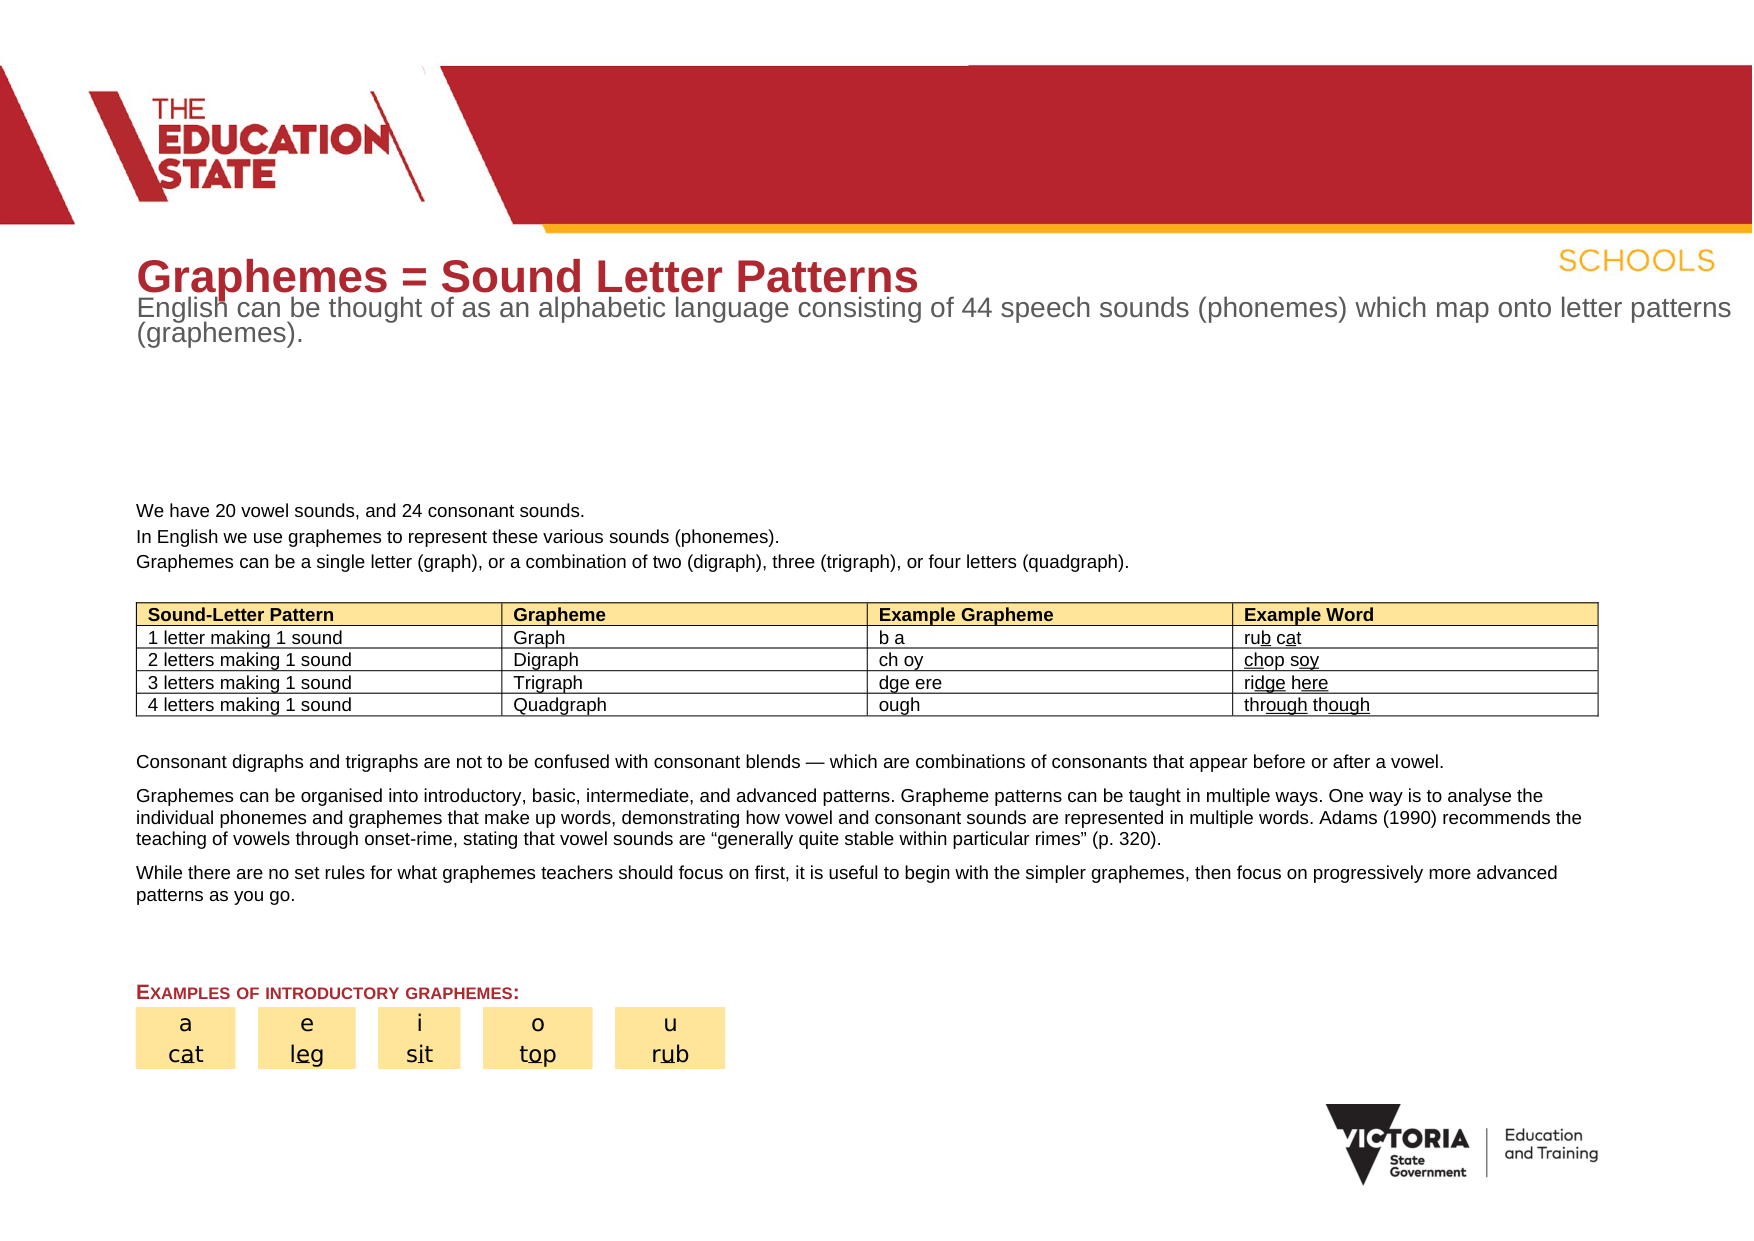 THE
EDUCATION
STATE
SCHOOLS
Graphemes = Sound Letter Patterns
English can be thought of as an alphabetic language consisting of 44 speech sounds (phonemes) which map onto letter patterns
(graphemes).
We have 20 vowel sounds, and 24 consonant sounds.
In English we use graphemes to represent these various sounds (phonemes).
Graphemes can be a single letter (graph), or a combination of two (digraph), three (trigraph), or four letters (quadgraph).
Sound-Letter Pattern Grapheme Example Grapheme Example Word
1 letter making 1 sound Graph b a rub cat
2 letters making 1 sound Digraph ch oy chop soy
3 letters making 1 sound Trigraph dge ere ridge here
4 letters making 1 sound Quadgraph ough through though
Consonant digraphs and trigraphs are not to be confused with consonant blends — which are combinations of consonants that appear before or after a vowel.
Graphemes can be organised into introductory, basic, intermediate, and advanced patterns. Grapheme patterns can be taught in multiple ways. One way is to analyse the
individual phonemes and graphemes that make up words, demonstrating how vowel and consonant sounds are represented in multiple words. Adams (1990) recommends the
teaching of vowels through onset-rime, stating that vowel sounds are “generally quite stable within particular rimes” (p. 320).
While there are no set rules for what graphemes teachers should focus on first, it is useful to begin with the simpler graphemes, then focus on progressively more advanced
patterns as you go.
EXAMPLES OF INTRODUCTORY GRAPHEMES:
a e i o u
cat leg sit top rub
VICTORIA
State
Government
Education
and Training